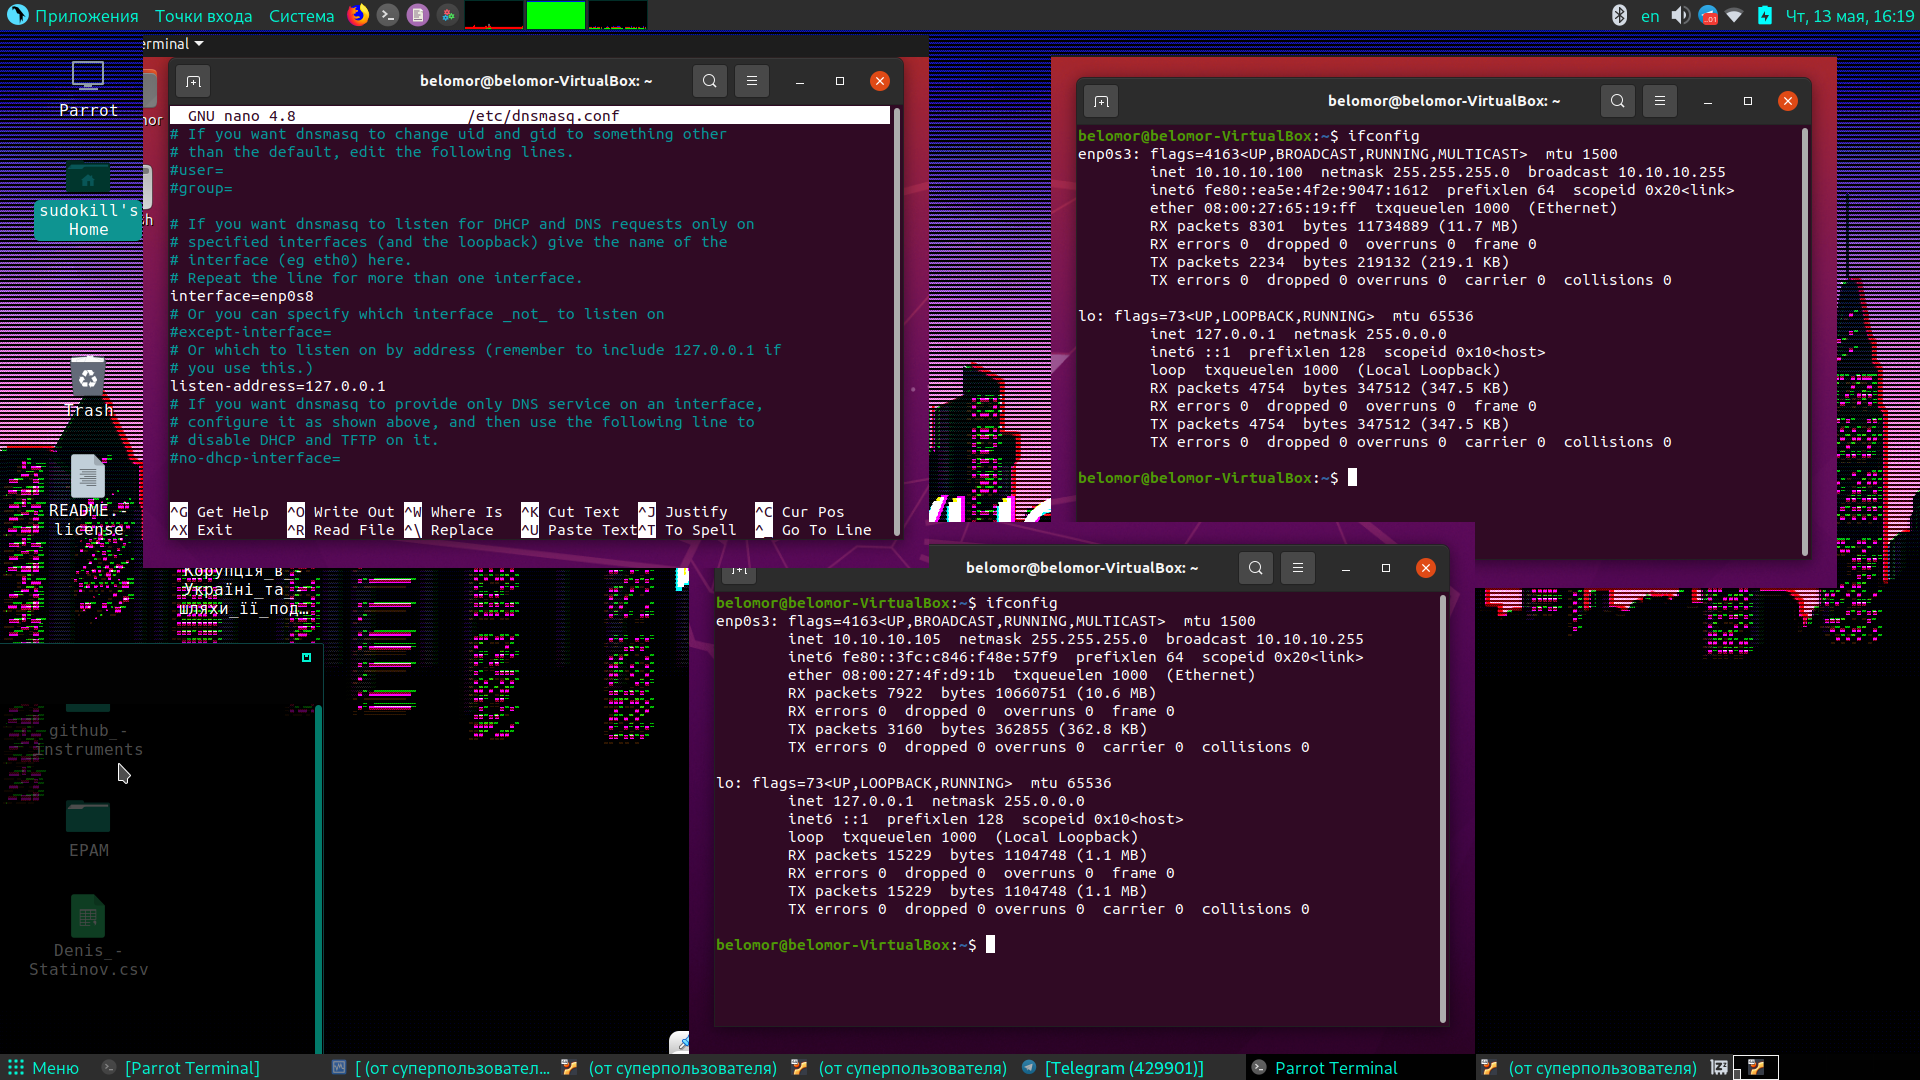 Приложения Точки входа Система en .01 Чт, 13 мая, 16:19
Parrot
sudokill's
Home
Trash
README.-
license
Корупція_в_-
Україні_та_-
шляхи_її_под...
github_-
instruments
EPAM
Denis_-
Statinov.csv
erminal
belomor@belomor-VirtualBox: ~
GNU nano 4.8 /etc/dnsmasq.conf
# If you want dnsmasq to change uid and gid to something other
# than the default, edit the following lines.
#user=
#group=
# If you want dnsmasq to listen for DHCP and DNS requests only on
# specified interfaces (and the loopback) give the name of the
# interface (eg eth0) here.
# Repeat the line for more than one interface.
interface=enp0s8
# Or you can specify which interface _not_ to listen on
#except-interface=
# Or which to listen on by address (remember to include 127.0.0.1 if
# you use this.)
listen-address=127.0.0.1
# If you want dnsmasq to provide only DNS service on an interface,
# configure it as shown above, and then use the following line to
# disable DHCP and TFTP on it.
#no-dhcp-interface=
^G Get Help ^O Write Out ^W Where Is ^K Cut Text ^J Justify ^C Cur Pos
^X Exit ^R Read File ^\ Replace ^U Paste Text ^T To Spell ^_ Go To Line
belomor@belomor-VirtualBox: ~
belomor@belomor-VirtualBox:~$ ifconfig
enp0s3: flags=4163<UP,BROADCAST,RUNNING,MULTICAST> mtu 1500
inet 10.10.10.100 netmask 255.255.255.0 broadcast 10.10.10.255
inet6 fe80::ea5e:4f2e:9047:1612 prefixlen 64 scopeid 0x20<link>
ether 08:00:27:65:19:ff txqueuelen 1000 (Ethernet)
RX packets 8301 bytes 11734889 (11.7 MB)
RX errors 0 dropped 0 overruns 0 frame 0
TX packets 2234 bytes 219132 (219.1 KB)
TX errors 0 dropped 0 overruns 0 carrier 0 collisions 0
lo: flags=73<UP,LOOPBACK,RUNNING> mtu 65536
inet 127.0.0.1 netmask 255.0.0.0
inet6 ::1 prefixlen 128 scopeid 0x10<host>
loop txqueuelen 1000 (Local Loopback)
RX packets 4754 bytes 347512 (347.5 KB)
RX errors 0 dropped 0 overruns 0 frame 0
TX packets 4754 bytes 347512 (347.5 KB)
TX errors 0 dropped 0 overruns 0 carrier 0 collisions 0
belomor@belomor-VirtualBox:~$
belomor@belomor-VirtualBox: ~
belomor@belomor-VirtualBox:~$ ifconfig
enp0s3: flags=4163<UP,BROADCAST,RUNNING,MULTICAST> mtu 1500
inet 10.10.10.105 netmask 255.255.255.0 broadcast 10.10.10.255
inet6 fe80::3fc:c846:f48e:57f9 prefixlen 64 scopeid 0x20<link>
ether 08:00:27:4f:d9:1b txqueuelen 1000 (Ethernet)
RX packets 7922 bytes 10660751 (10.6 MB)
RX errors 0 dropped 0 overruns 0 frame 0
TX packets 3160 bytes 362855 (362.8 KB)
TX errors 0 dropped 0 overruns 0 carrier 0 collisions 0
lo: flags=73<UP,LOOPBACK,RUNNING> mtu 65536
inet 127.0.0.1 netmask 255.0.0.0
inet6 ::1 prefixlen 128 scopeid 0x10<host>
loop txqueuelen 1000 (Local Loopback)
RX packets 15229 bytes 1104748 (1.1 MB)
RX errors 0 dropped 0 overruns 0 frame 0
TX packets 15229 bytes 1104748 (1.1 MB)
TX errors 0 dropped 0 overruns 0 carrier 0 collisions 0
belomor@belomor-VirtualBox:~$
Меню [Parrot Terminal] [ (от суперпользовател... (от суперпользователя) (от суперпользователя) [Telegram (429901)] Parrot Terminal (от суперпользователя)